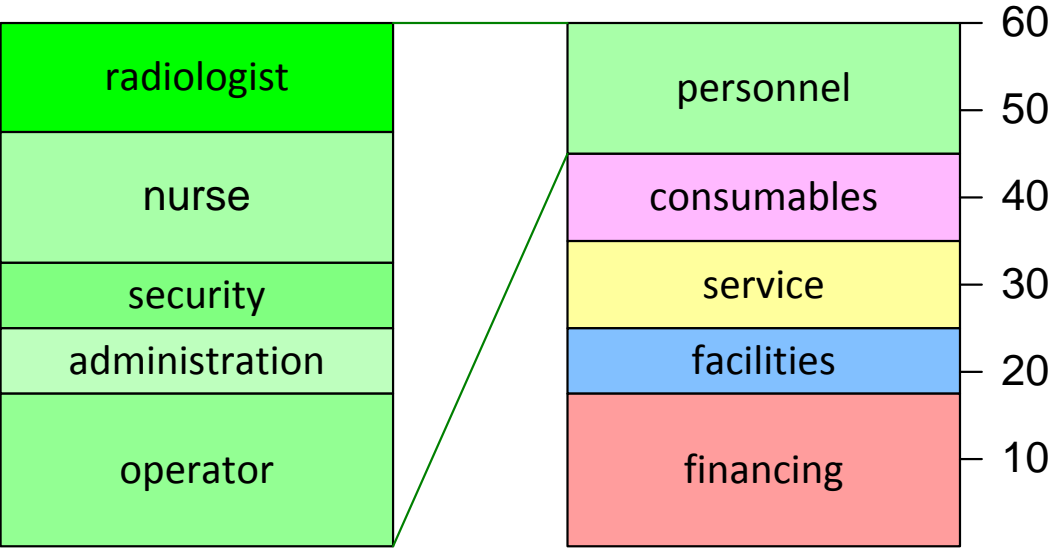 radiologist
nurse
security
administration
operator
personnel
consumables
service
facilities
financing
60
50
40
30
20
10